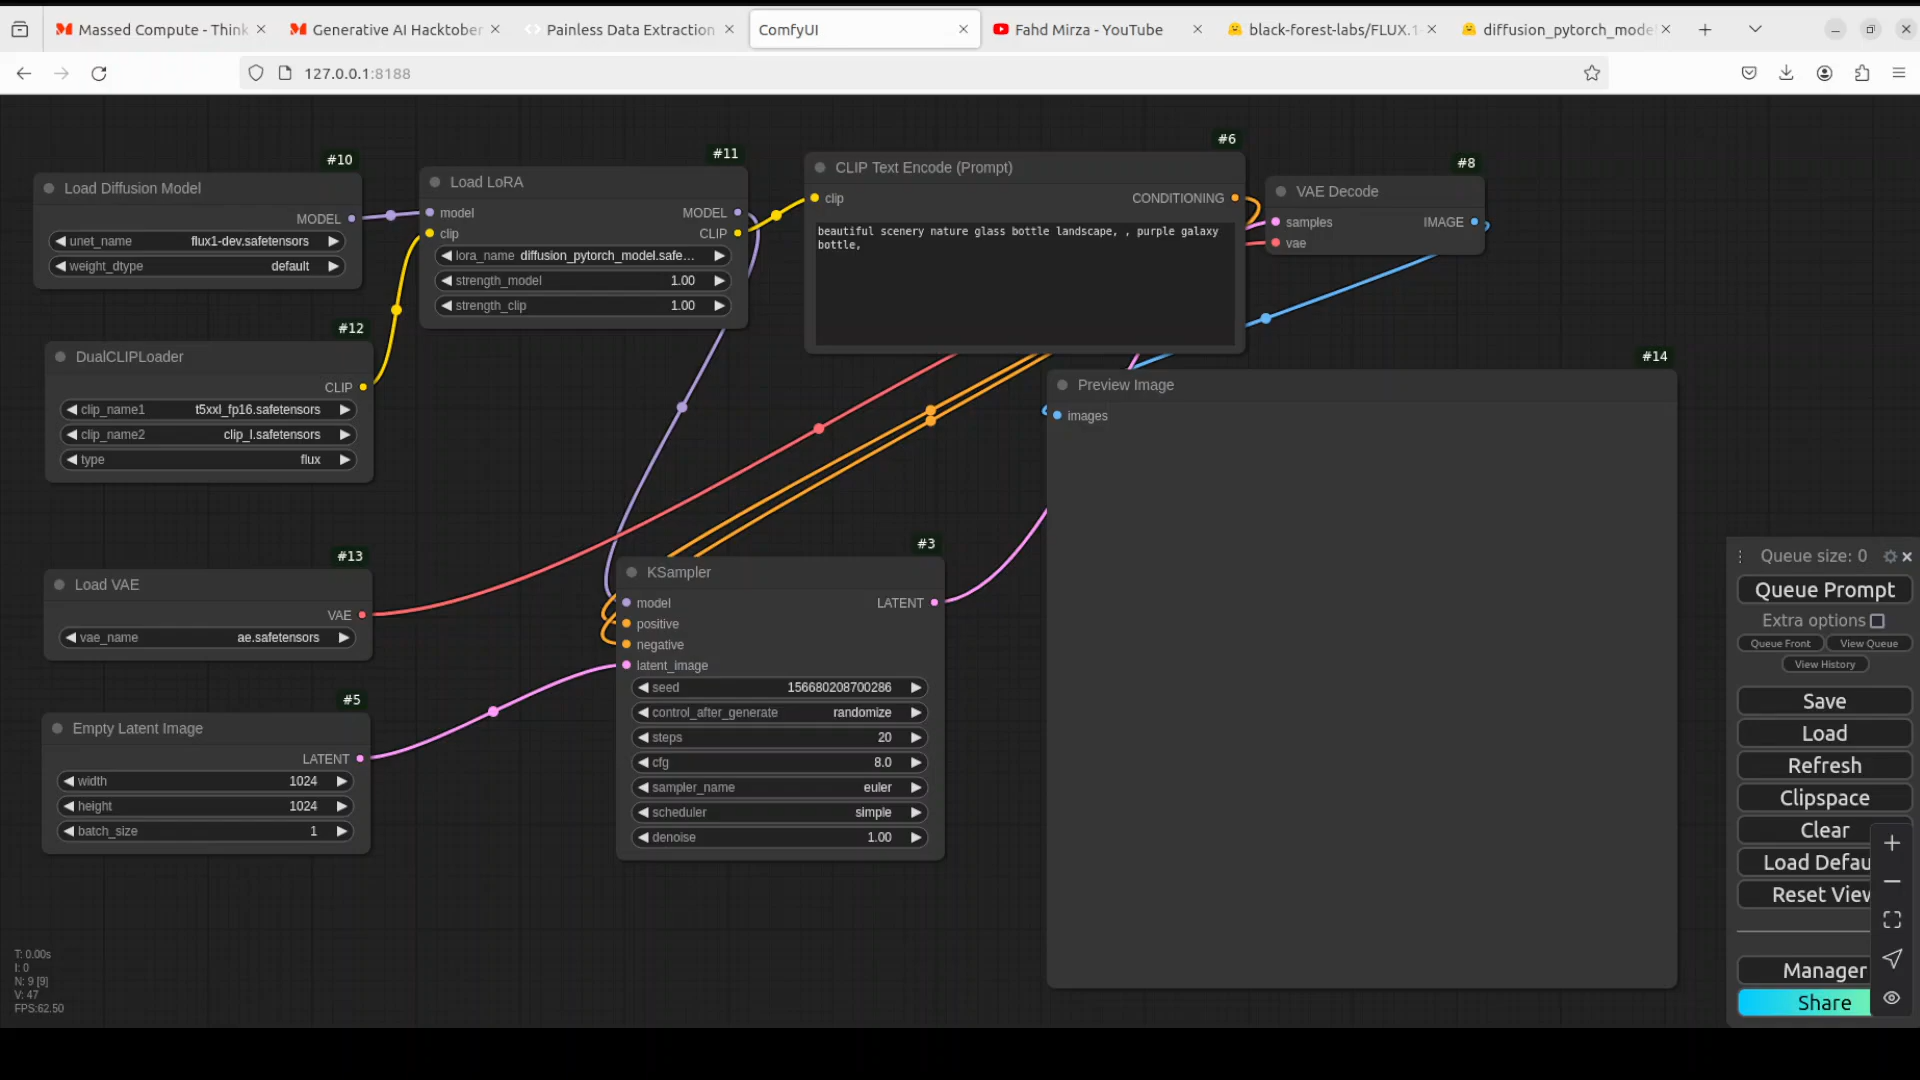 Massed Compute - Think
Generative AI Hacktober
Painless Data Extraction
ComfyUI
Fahd Mirza - YouTube
black-forest-labs/FLUX.1
diffusion_pytorch_mode
127.0.0.1:8188
#10
Load Diffusion Model
MODEL
unet_name flux1-dev.safetensors
weight_dtype default
#11
Load LoRA
model MODEL
clip CLIP
lora_name diffusion_pytorch_model.safe...
strength_model 1.00
strength_clip 1.00
#6
CLIP Text Encode (Prompt)
clip CONDITIONING
beautiful scenery nature glass bottle landscape, , purple galaxy
bottle,
#8
VAE Decode
samples IMAGE
vae
#12
DualCLIPLoader
CLIP
clip_name1 t5xxl_fp16.safetensors
clip_name2 clip_l.safetensors
type flux
#14
Preview Image
images
#13
Load VAE
VAE
vae_name ae.safetensors
#5
Empty Latent Image
LATENT
width 1024
height 1024
batch_size 1
#3
KSampler
model LATENT
positive
negative
latent_image
seed 156680208700286
control_after_generate randomize
steps 20
cfg 8.0
sampler_name euler
scheduler simple
denoise 1.00
Queue size: 0
Queue Prompt
Extra options
Queue Front View Queue
View History
Save
Load
Refresh
Clipspace
Clear
Load Defau
Reset View
Manager
Share
T: 0.00s
I: 0
N: 9 [9]
V: 47
FPS:62.50